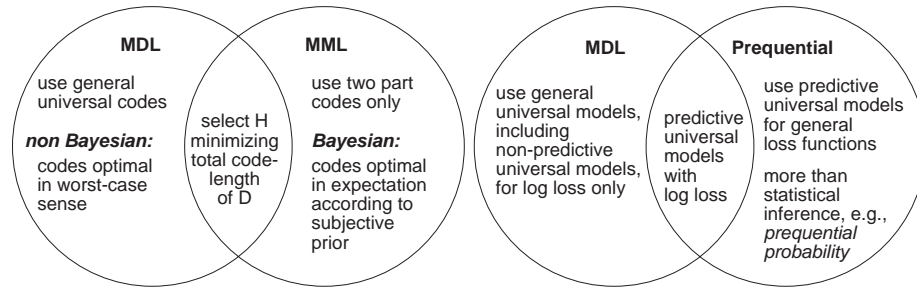 MDL
use general
universal codes
non Bayesian:
codes optimal
in worst-case
sense
select H
minimizing
total code-
length
of D
MML
use two part
codes only
Bayesian:
codes optimal
in expectation
according to
subjective
prior
MDL
use general
universal models,
including
non-predictive
universal models,
for log loss only
predictive
universal
models
with
log loss
Prequential
use predictive
universal models
for general
loss functions
more than
statistical
inference, e.g.,
prequential
probability